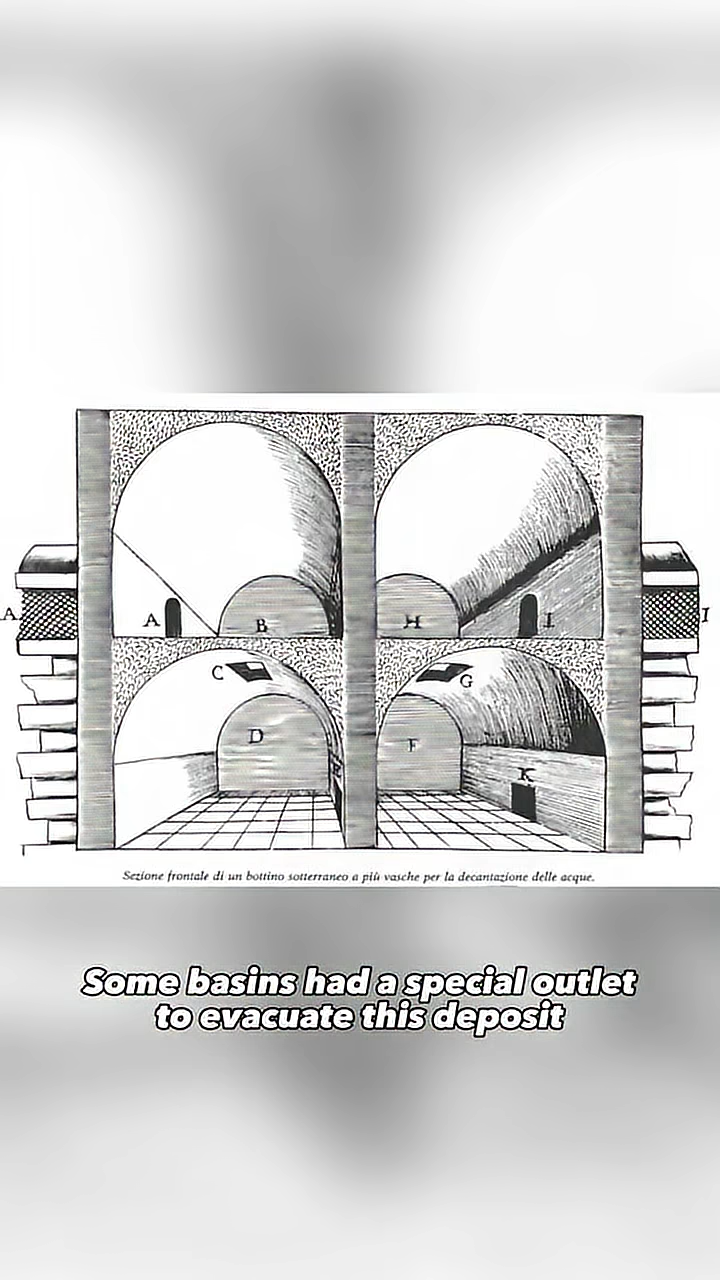 A
I
A
B
H
I
C
G
D
F
K
Sezione frontale di un bottino sotterraneo a più vasche per la decantazione delle acque.
Some basins had a special outlet
to evacuate this deposit